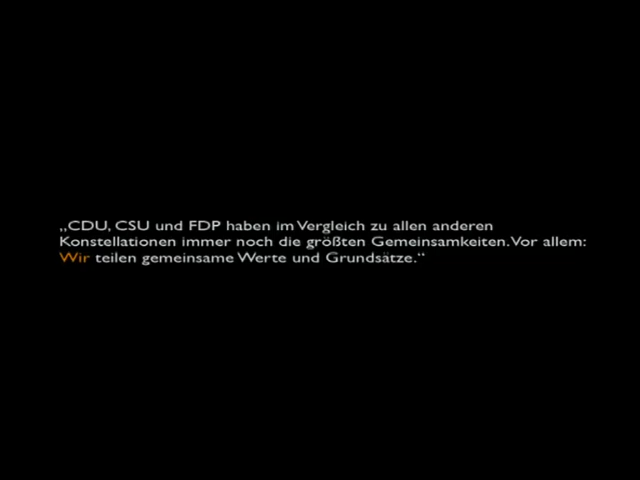 „CDU, CSU und FDP haben im Vergleich zu allen anderen
Konstellationen immer noch die größten Gemeinsamkeiten. Vor allem:
Wir teilen gemeinsame Werte und Grundsätze.“